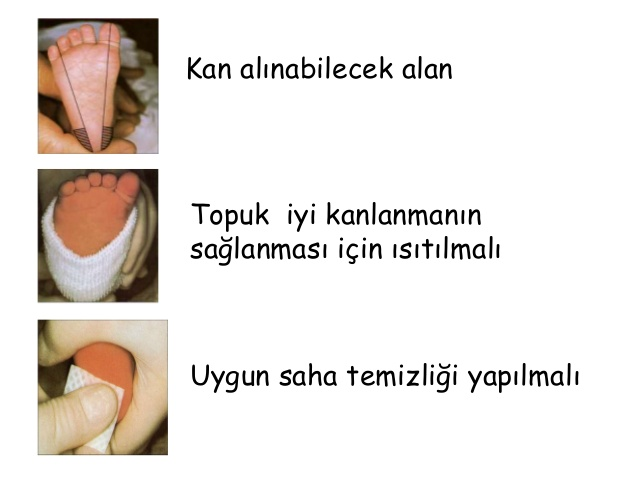 Kan alınabilecek alan
Topuk  iyi kanlanmanın
sağlanması için ısıtılmalı
Uygun saha temizliği yapılmalı